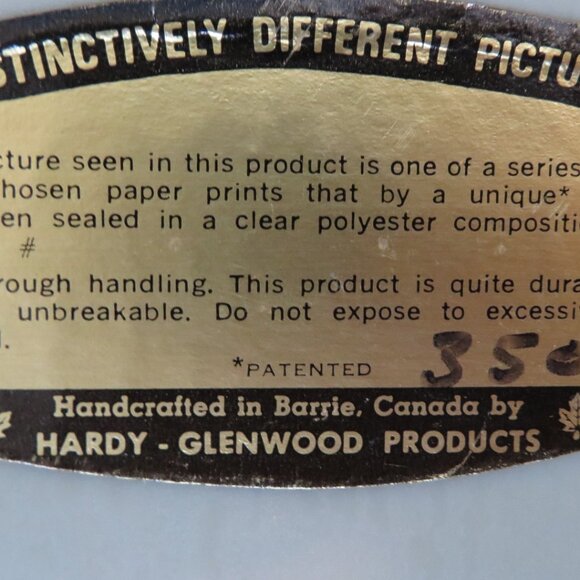 STINCTIVELY DIFFERENT PICTU
cture seen in this product is one of a series
hosen paper prints that by a unique*
en sealed in a clear polyester compositi
#
rough handling. This product is quite dura
unbreakable. Do not expose to excessi
.
*PATENTED 350
Handcrafted in Barrie, Canada by
HARDY - GLENWOOD PRODUCTS